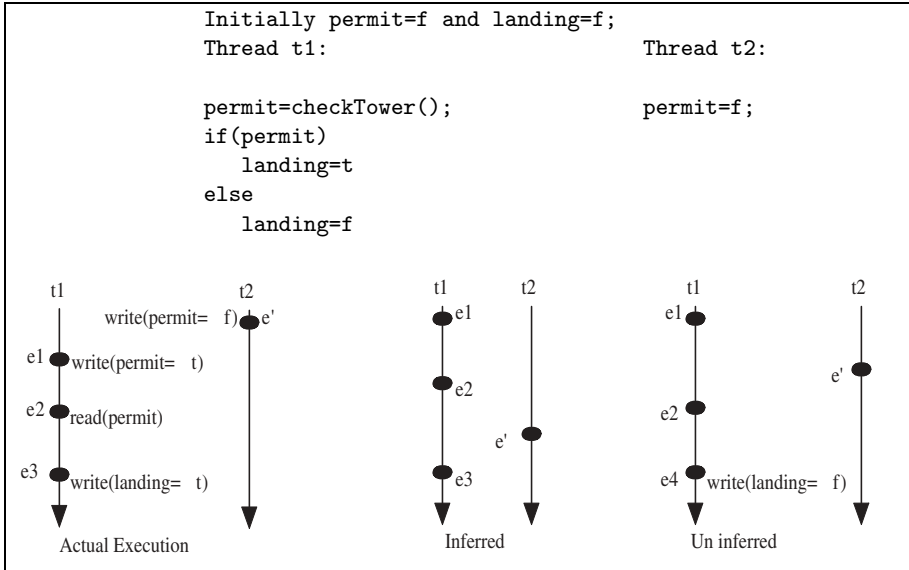 Initially permit=f and landing=f;
Thread t1: Thread t2:
permit=checkTower(); permit=f;
if(permit)
landing=t
else
landing=f
t1 t2 t1 t2 t1 t2
write(permit= f) e' e1 e1
e1 write(permit= t) e'
e2 read(permit) e2 e2
e'
e3 write(landing= t) e3 e4 write(landing= f)
Actual Execution Inferred Un inferred